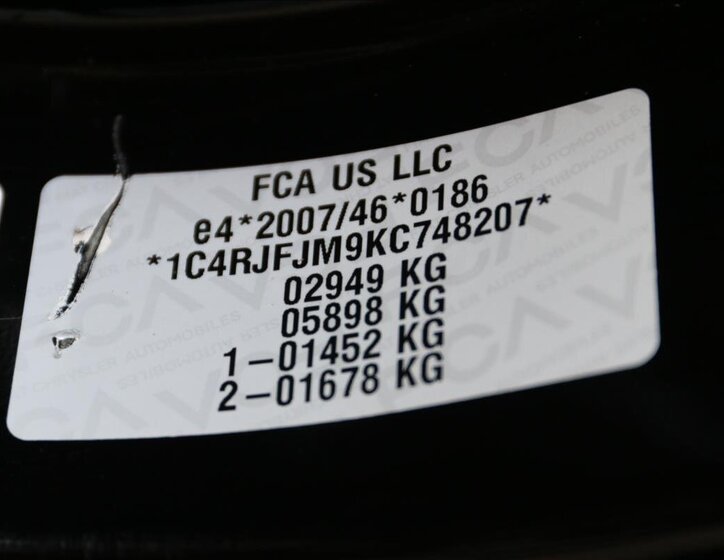 FCA US LLC
e4*2007/46*0186
*1C4RJFJM9KC748207*
02949 KG
05898 KG
1-01452 KG
2-01678 KG